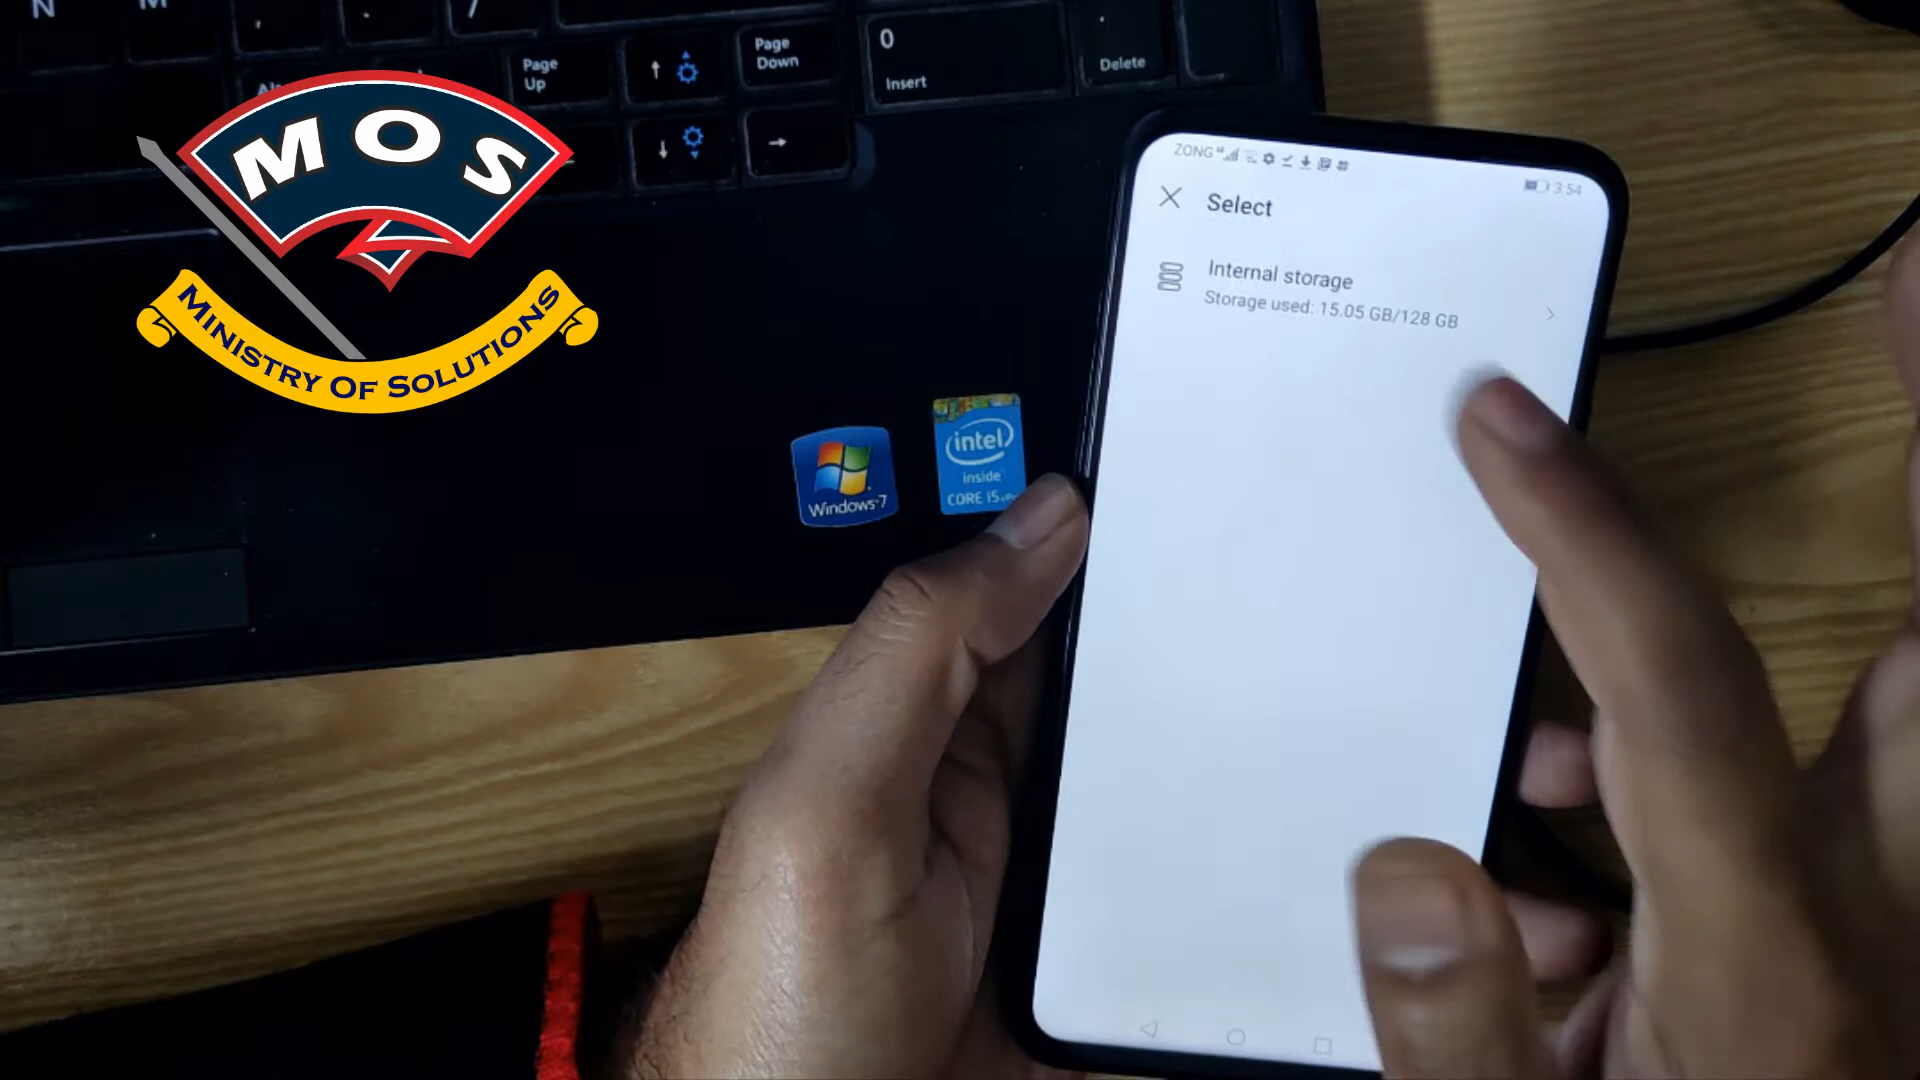 N
Page
Up
Page
Down
0
Insert
Delete
MOS
MINISTRY OF SOLUTIONS
ZONG
3:54
Select
Internal storage
Storage used: 15.05 GB/128 GB
Windows 7
intel
inside
CORE i5